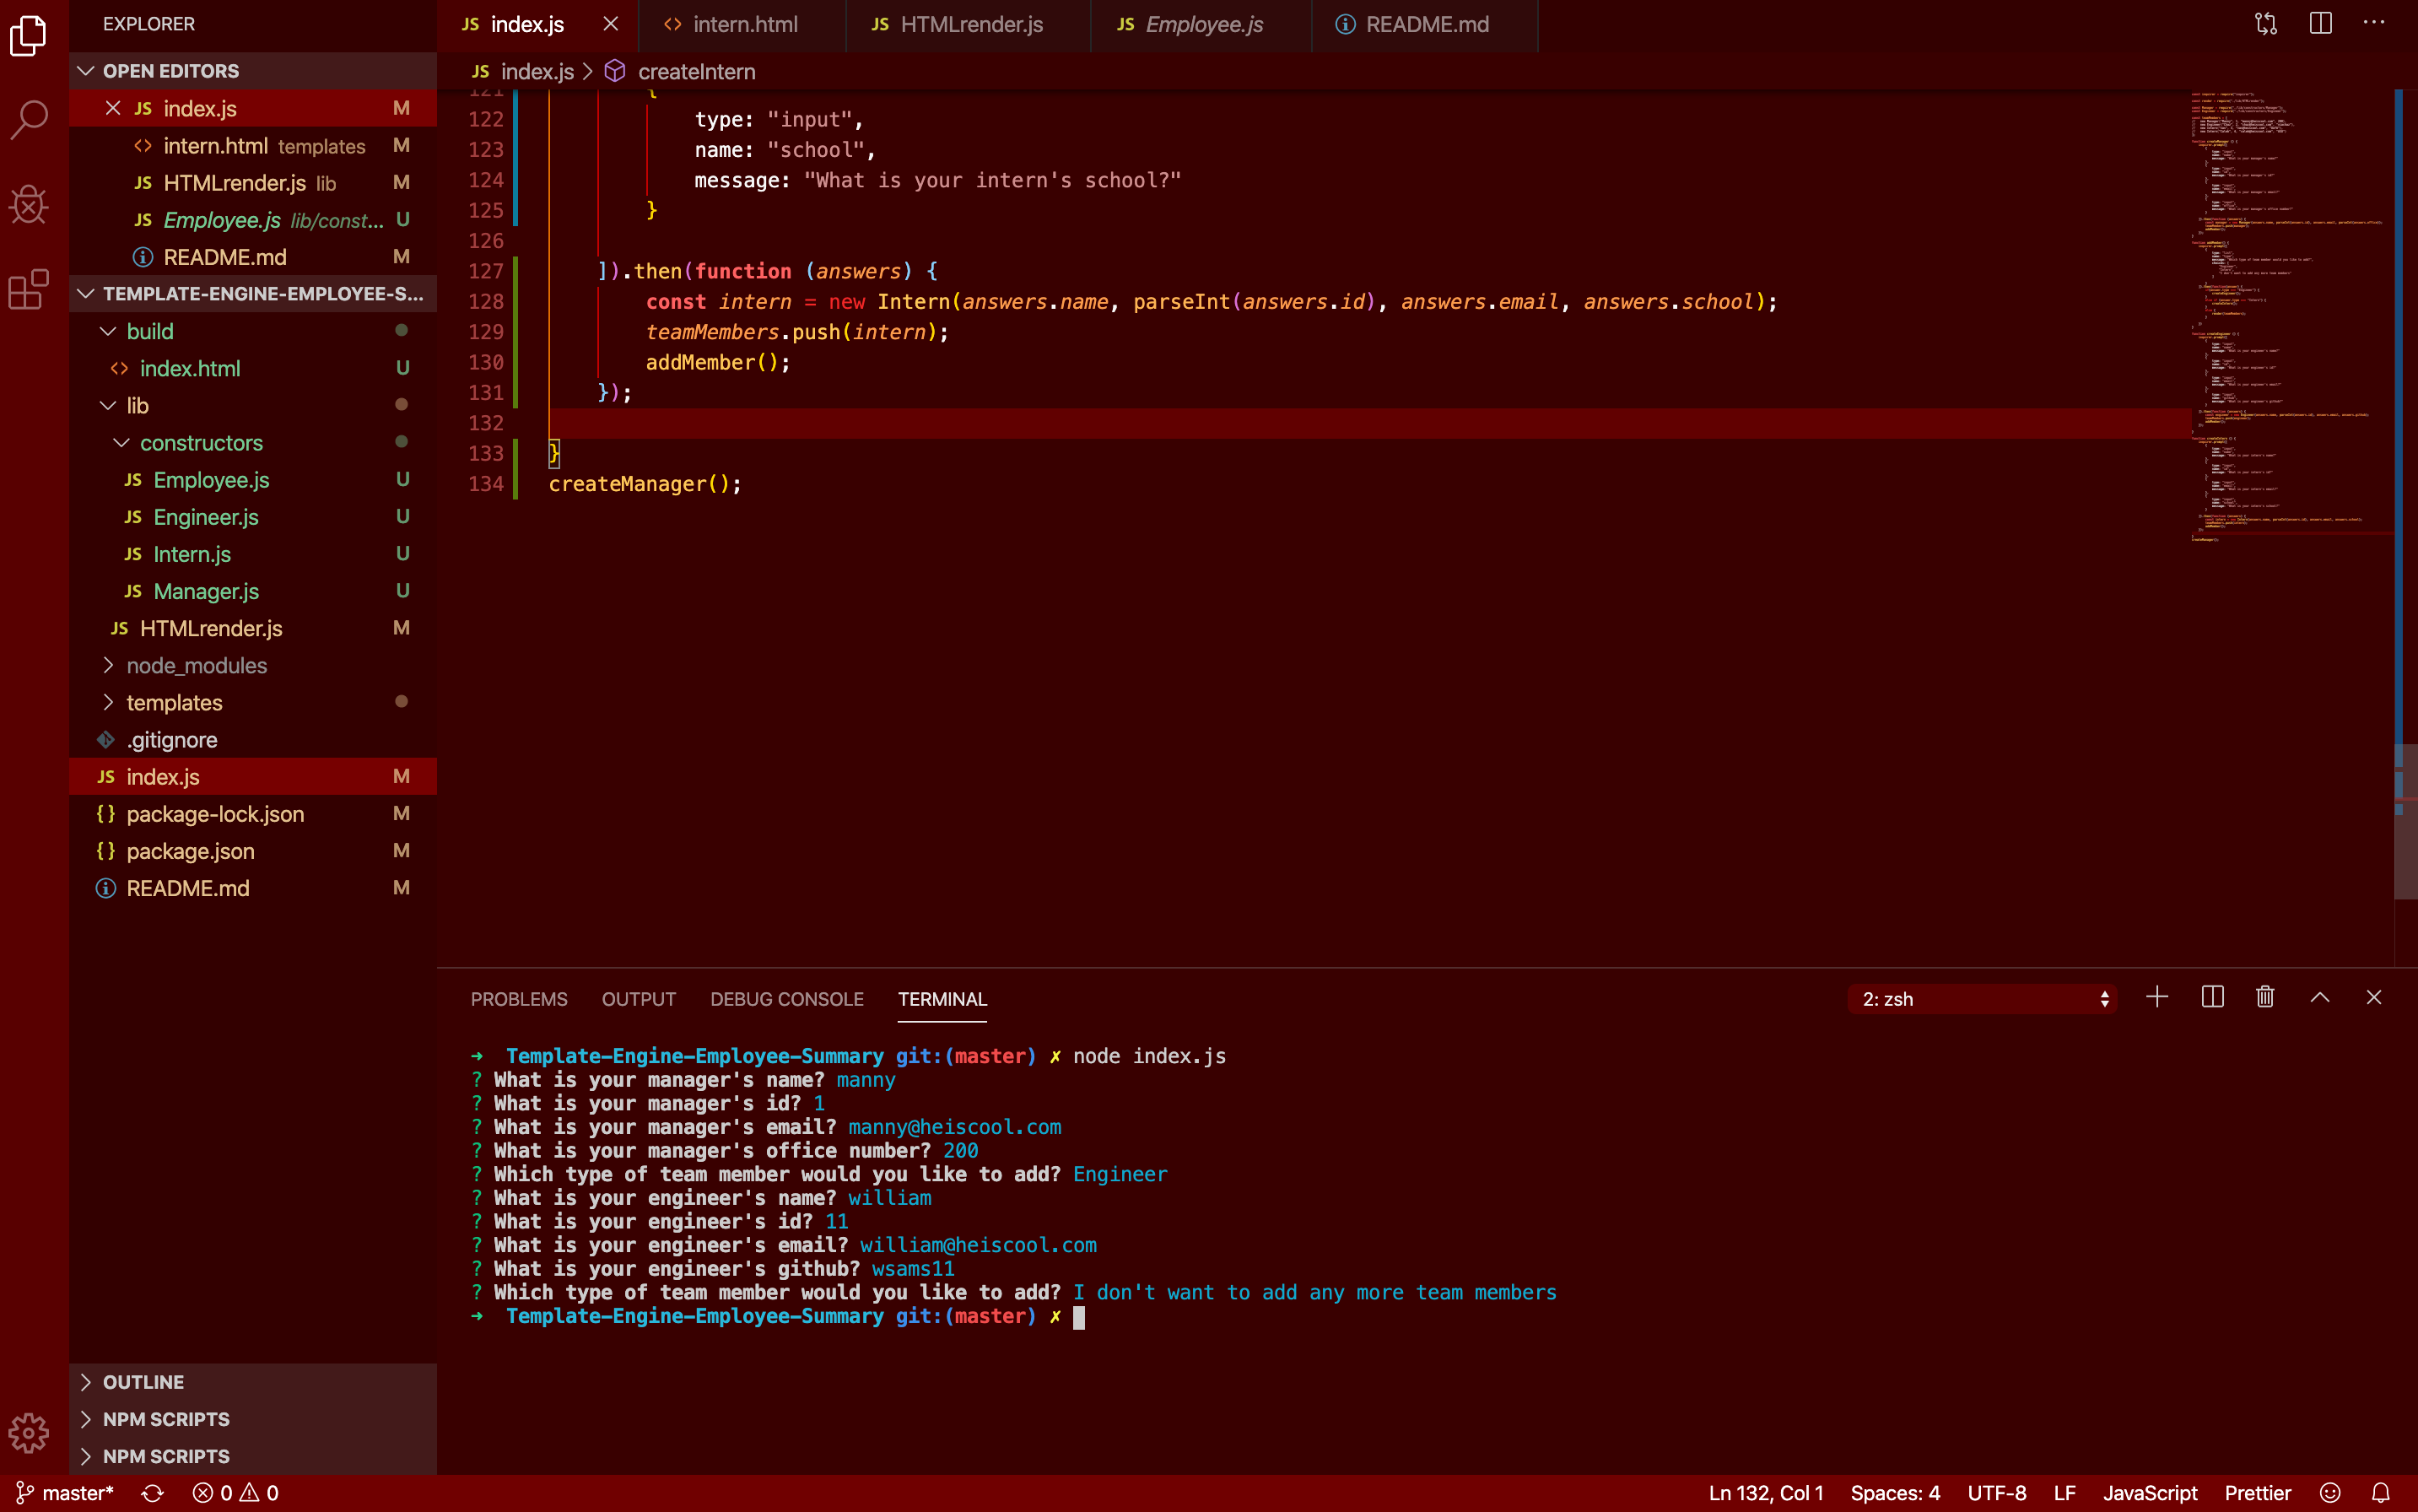 EXPLORER
OPEN EDITORS
JS index.js M
<> intern.html templates M
JS HTMLrender.js lib M
JS Employee.js lib/const... U
README.md M
TEMPLATE-ENGINE-EMPLOYEE-S...
build
<> index.html U
lib
constructors
JS Employee.js U
JS Engineer.js U
JS Intern.js U
JS Manager.js U
JS HTMLrender.js M
node_modules
templates
.gitignore
JS index.js M
{} package-lock.json M
{} package.json M
README.md M
OUTLINE
NPM SCRIPTS
NPM SCRIPTS
JS index.js
<> intern.html
JS HTMLrender.js
JS Employee.js
README.md
JS index.js > createIntern
121 {
122 type: "input",
123 name: "school",
124 message: "What is your intern's school?"
125 }
126
127 ]).then(function (answers) {
128 const intern = new Intern(answers.name, parseInt(answers.id), answers.email, answers.school);
129 teamMembers.push(intern);
130 addMember();
131 });
132
133 }
134 createManager();
PROBLEMS OUTPUT DEBUG CONSOLE TERMINAL
2: zsh
➜ Template-Engine-Employee-Summary git:(master) ✗ node index.js
? What is your manager's name? manny
? What is your manager's id? 1
? What is your manager's email? manny@heiscool.com
? What is your manager's office number? 200
? Which type of team member would you like to add? Engineer
? What is your engineer's name? william
? What is your engineer's id? 11
? What is your engineer's email? william@heiscool.com
? What is your engineer's github? wsams11
? Which type of team member would you like to add? I don't want to add any more team members
➜ Template-Engine-Employee-Summary git:(master) ✗
master* 0 0
Ln 132, Col 1 Spaces: 4 UTF-8 LF JavaScript Prettier